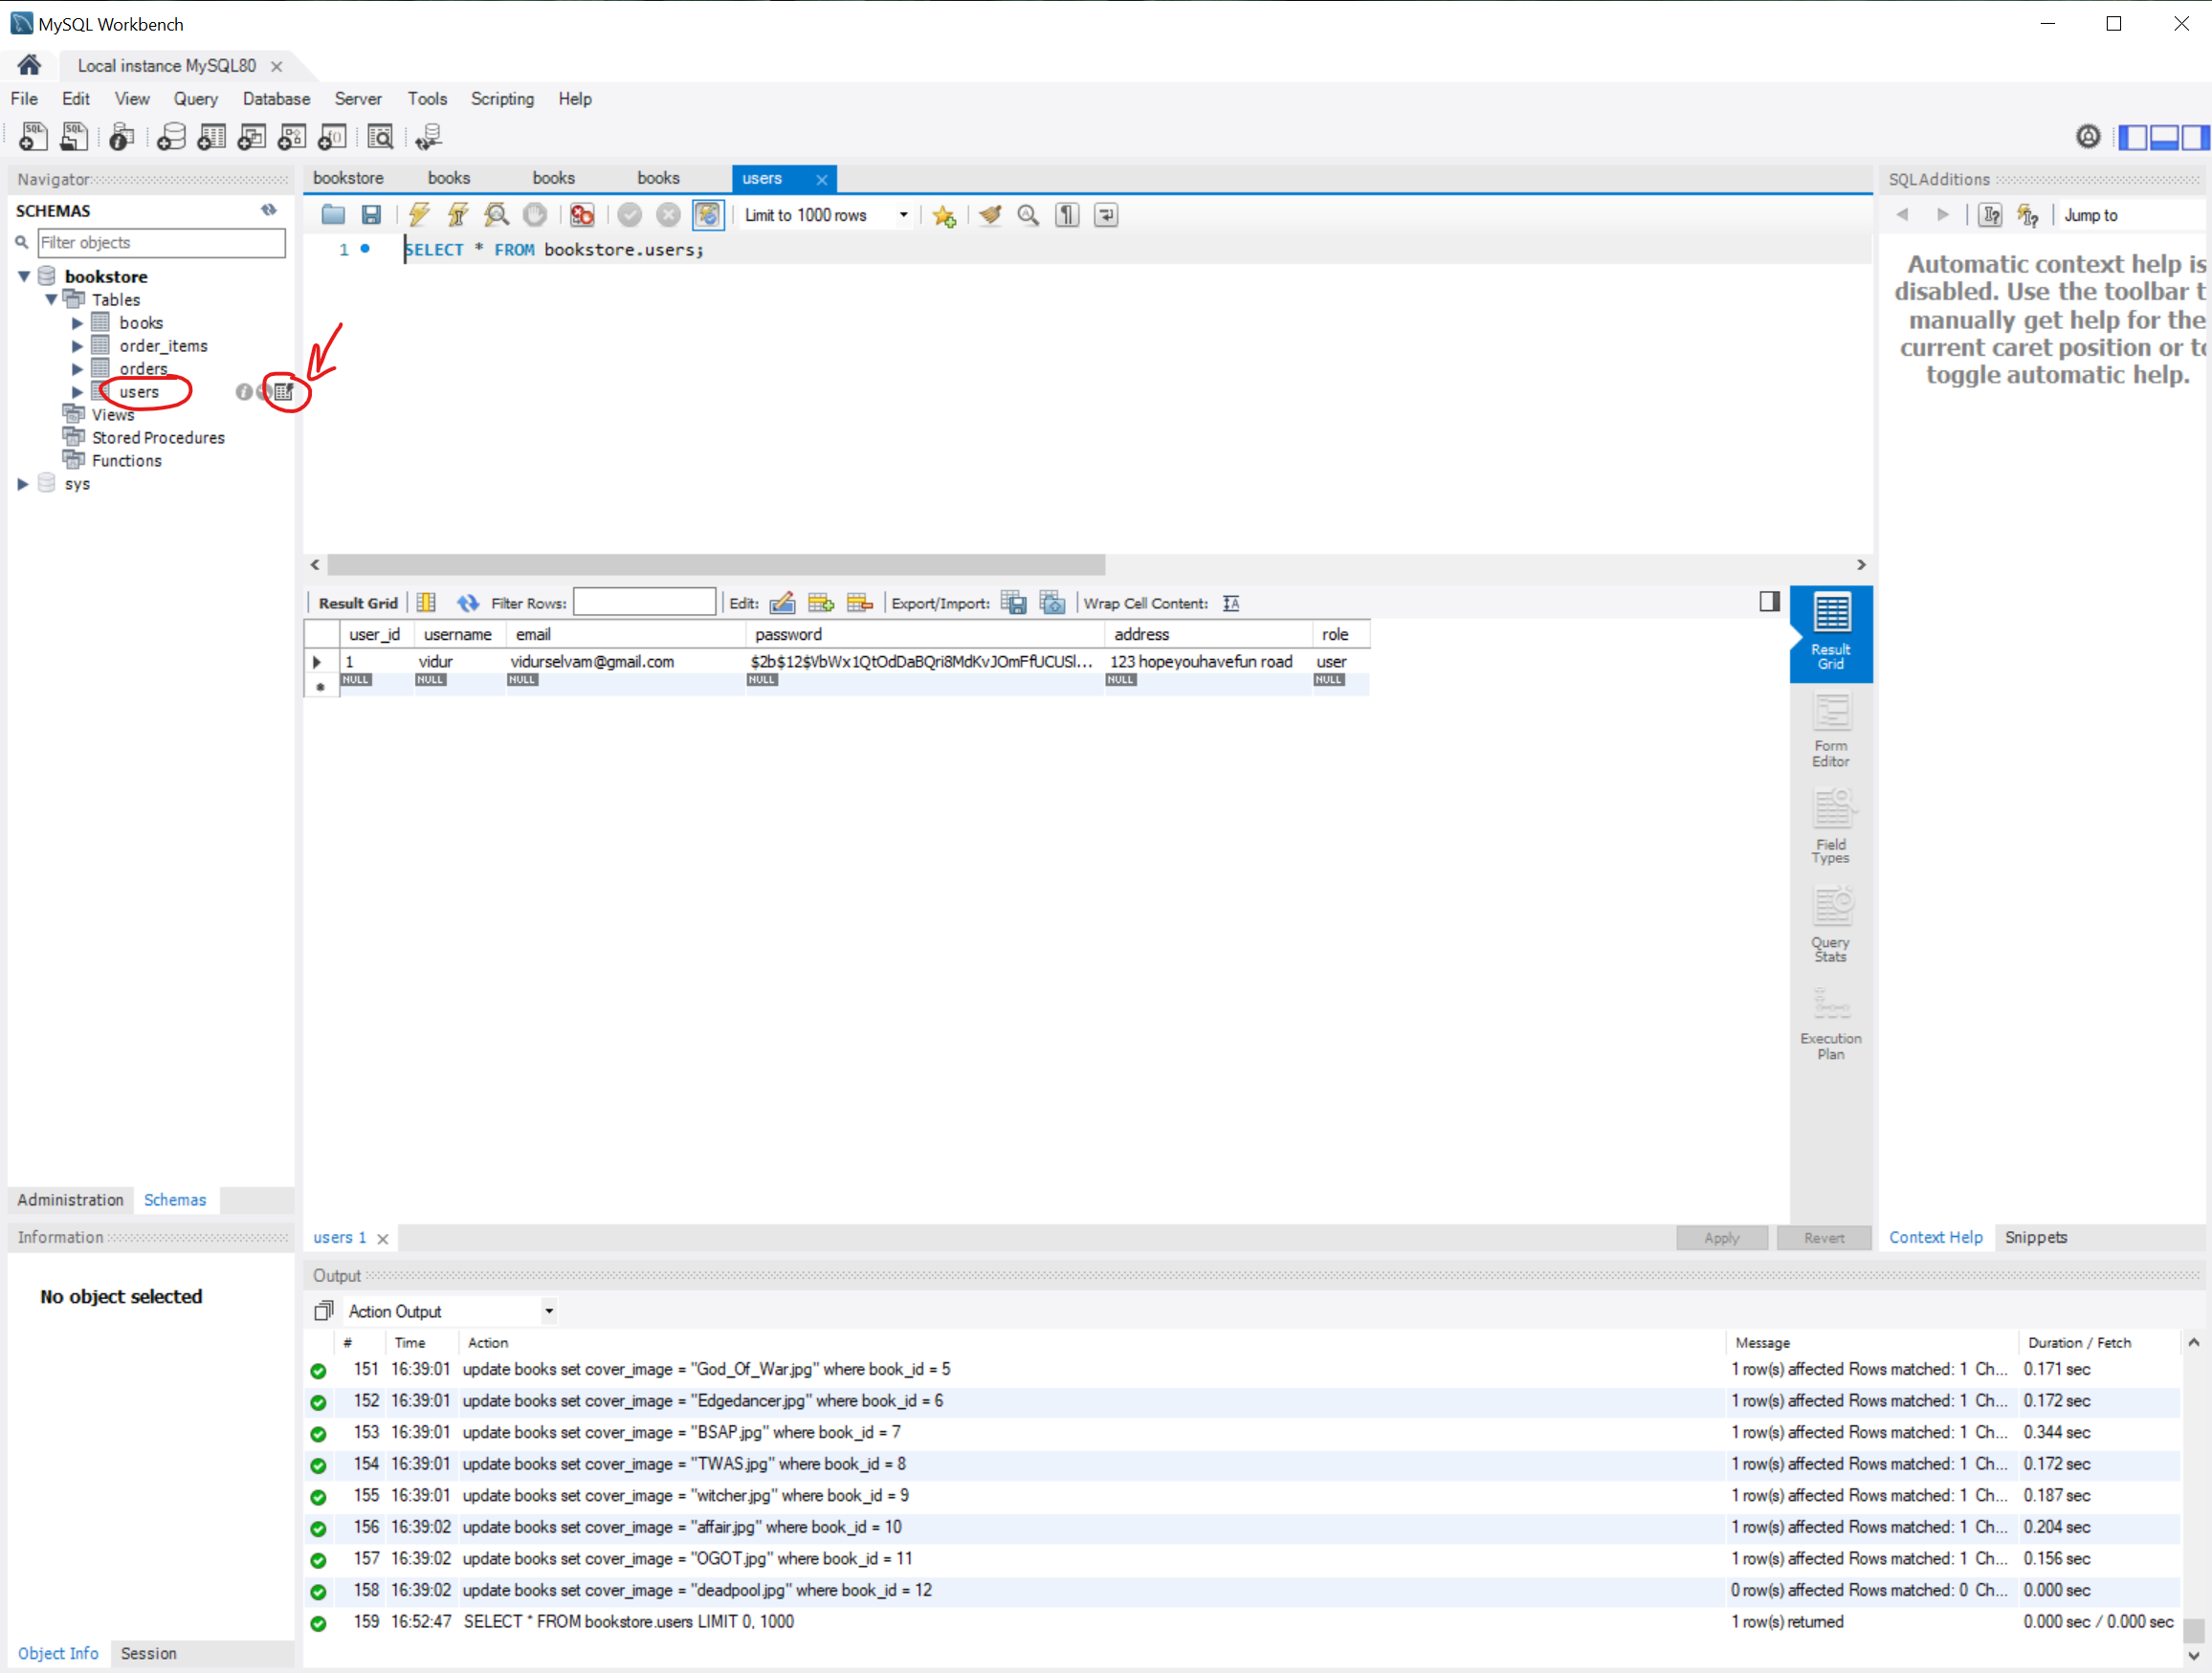 MySQL Workbench
Local instance MySQL80
File Edit View Query Database Server Tools Scripting Help
Navigator
SCHEMAS
Filter objects
bookstore
Tables
books
order_items
orders
users
Views
Stored Procedures
Functions
sys
Administration Schemas
Information
No object selected
Object Info Session
bookstore books books books users
Limit to 1000 rows
1 SELECT * FROM bookstore.users;
Result Grid Filter Rows: Edit: Export/Import: Wrap Cell Content:
user_id username email password address role
1 vidur vidurselvam@gmail.com 123 hopeyouhavefun road user
NULL NULL NULL NULL NULL NULL
Result
Grid
Form
Editor
Field
Types
Query
Stats
Execution
Plan
users 1 Apply Revert
SQLAdditions
Jump to
Automatic context help is
disabled. Use the toolbar t
manually get help for the
current caret position or to
toggle automatic help.
Context Help Snippets
Output
Action Output
# Time Action Message Duration / Fetch
151 16:39:01 update books set cover_image = "God_Of_War.jpg" where book_id = 5 1 row(s) affected Rows matched: 1 Ch... 0.171 sec
152 16:39:01 update books set cover_image = "Edgedancer.jpg" where book_id = 6 1 row(s) affected Rows matched: 1 Ch... 0.172 sec
153 16:39:01 update books set cover_image = "BSAP.jpg" where book_id = 7 1 row(s) affected Rows matched: 1 Ch... 0.344 sec
154 16:39:01 update books set cover_image = "TWAS.jpg" where book_id = 8 1 row(s) affected Rows matched: 1 Ch... 0.172 sec
155 16:39:01 update books set cover_image = "witcher.jpg" where book_id = 9 1 row(s) affected Rows matched: 1 Ch... 0.187 sec
156 16:39:02 update books set cover_image = "affair.jpg" where book_id = 10 1 row(s) affected Rows matched: 1 Ch... 0.204 sec
157 16:39:02 update books set cover_image = "OGOT.jpg" where book_id = 11 1 row(s) affected Rows matched: 1 Ch... 0.156 sec
158 16:39:02 update books set cover_image = "deadpool.jpg" where book_id = 12 0 row(s) affected Rows matched: 0 Ch... 0.000 sec
159 16:52:47 SELECT * FROM bookstore.users LIMIT 0, 1000 1 row(s) returned 0.000 sec / 0.000 sec